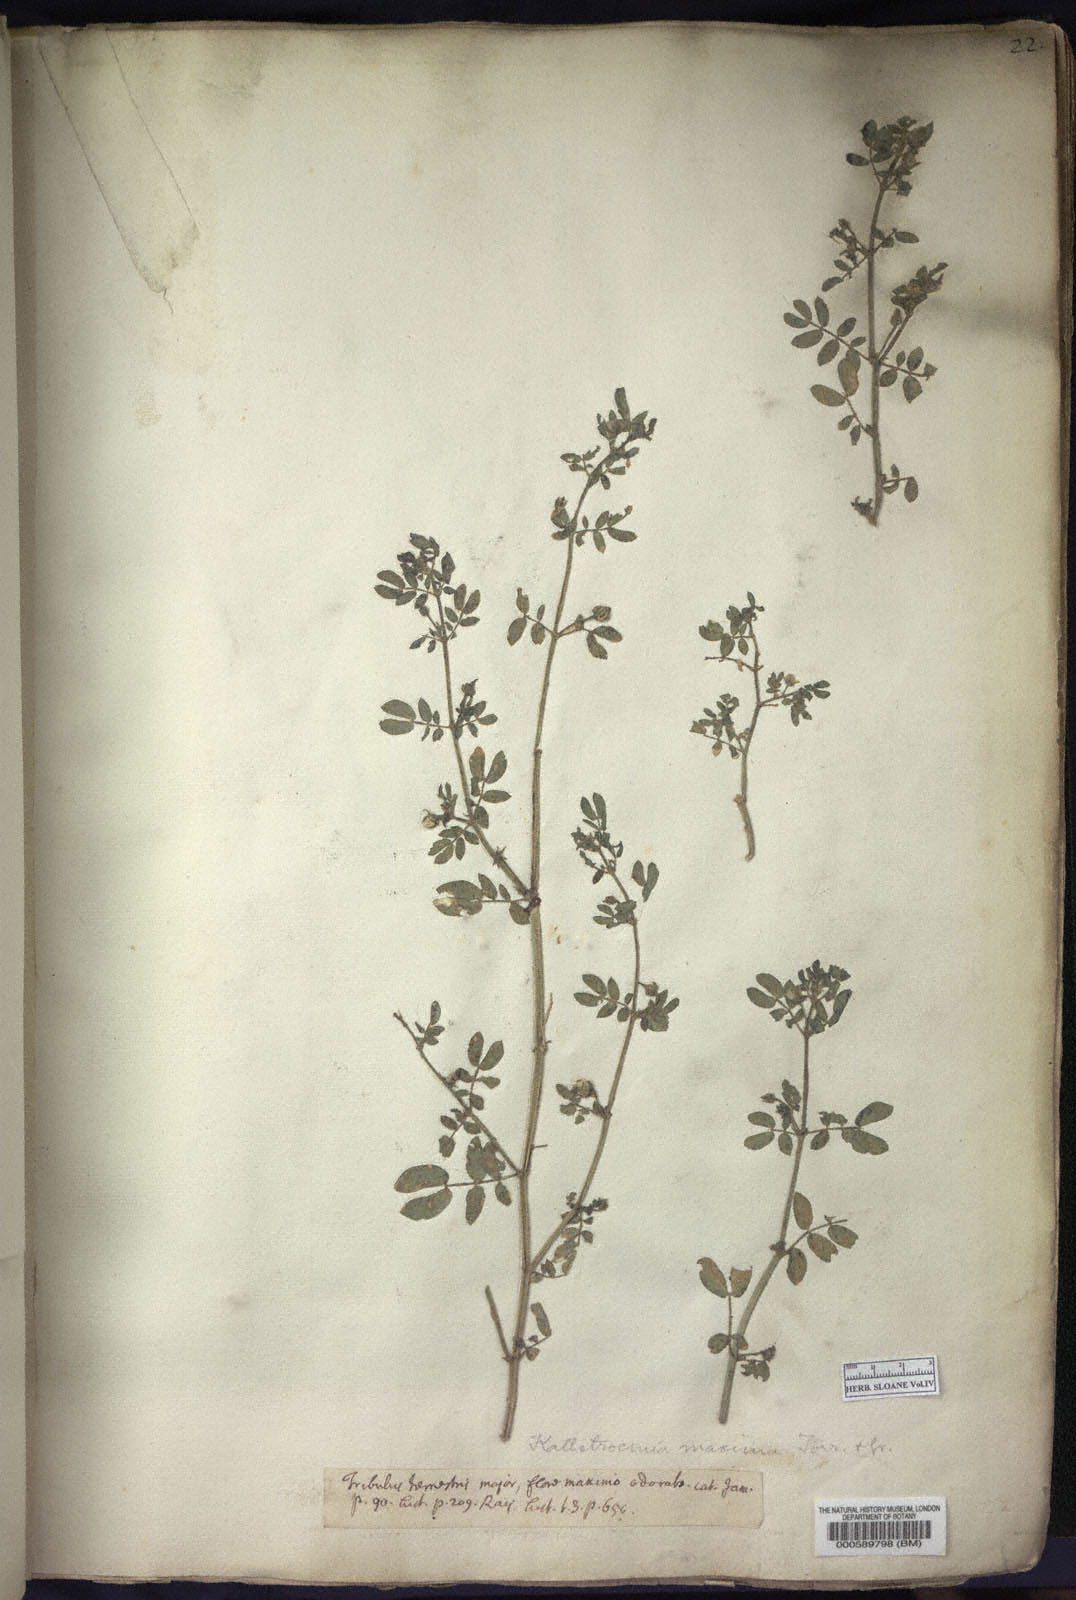 22.
HERB. SLOANE Vol.IV
Kallstroemia maxima Torr. & Gr.
Tribulus terrestris major, flore maximo odorato. cat. Jam.
p. 90. hist. p. 209. Raij hist. t. 3. p.
THE NATURAL HISTORY MUSEUM, LONDON
DEPARTMENT OF BOTANY
000589798 (BM)